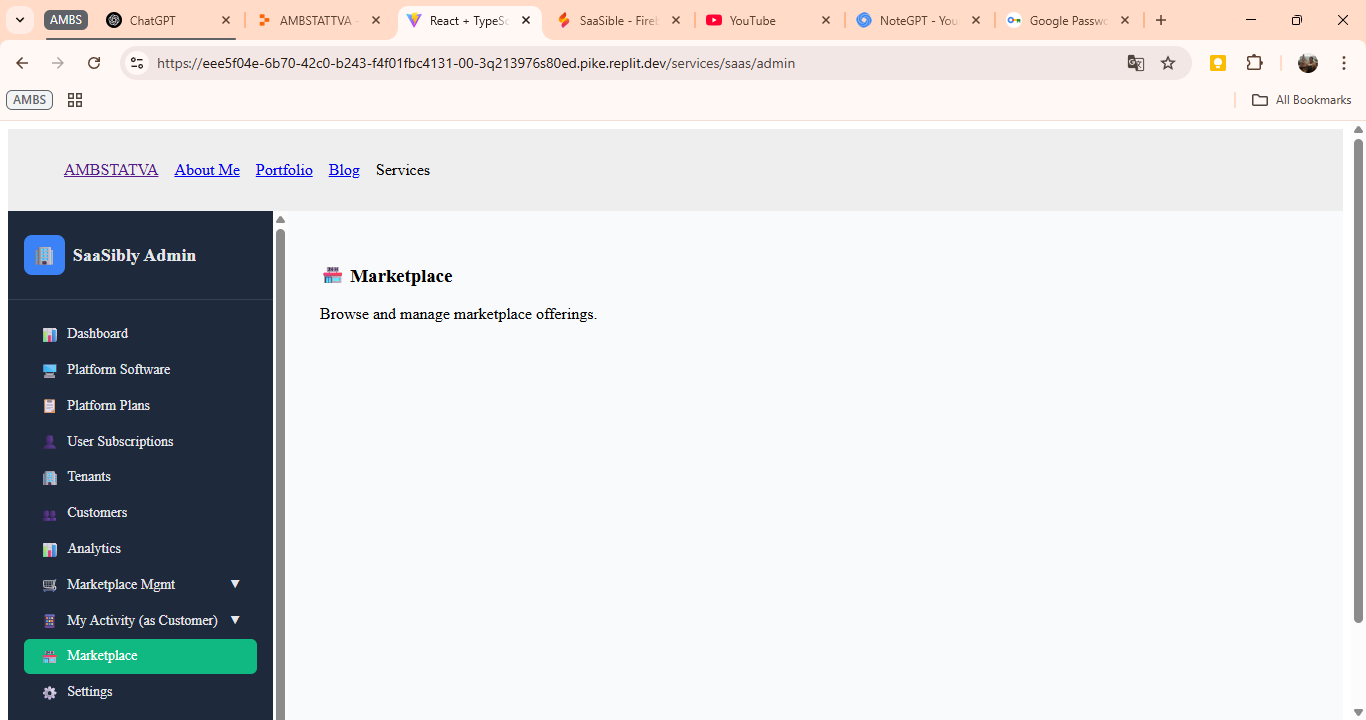 AMBS
ChatGPT
AMBSTATTVA -
React + TypeSc
SaaSible - Fire
YouTube
NoteGPT - You
Google Passwo
https://eee5f04e-6b70-42c0-b243-f4f01fbc4131-00-3q213976s80ed.pike.replit.dev/services/saas/admin
AMBS
All Bookmarks
AMBSTATVA About Me Portfolio Blog Services
SaaSibly Admin
Dashboard
Platform Software
Platform Plans
User Subscriptions
Tenants
Customers
Analytics
Marketplace Mgmt ▼
My Activity (as Customer) ▼
Marketplace
Settings
Marketplace
Browse and manage marketplace offerings.